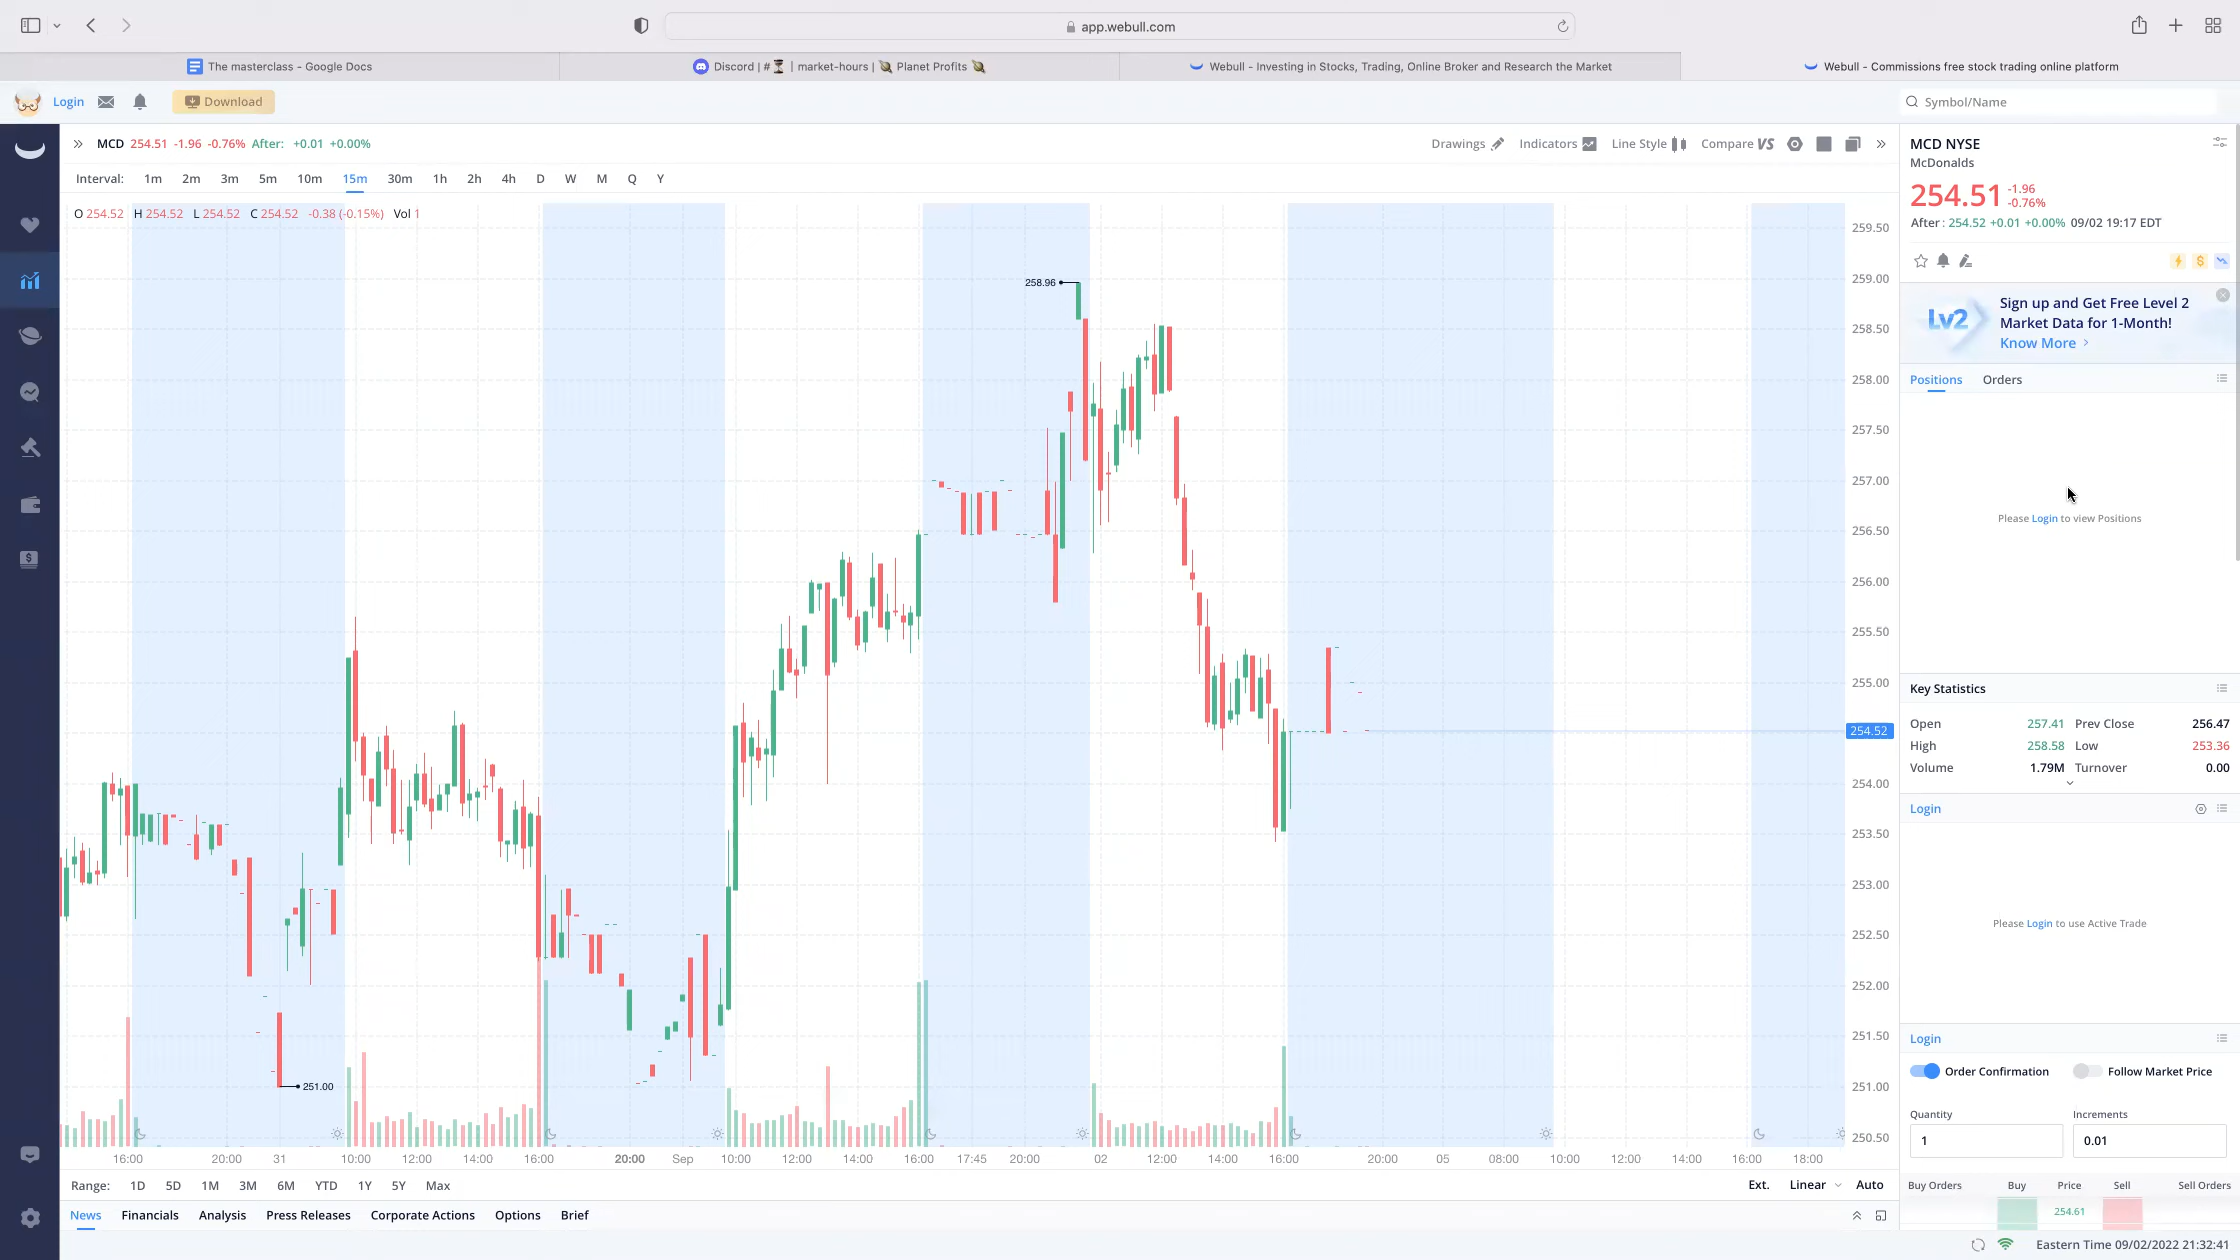 app.webull.com
The masterclass - Google Docs
Discord | # | market-hours | Planet Profits
Webull - Investing in Stocks, Trading, Online Broker and Research the Market
Webull - Commissions free stock trading online platform
Login
Download
Symbol/Name
MCD 254.51 -1.96 -0.76% After: +0.01 +0.00%
Drawings
Indicators
Line Style
Compare VS
Interval: 1m 2m 3m 5m 10m 15m 30m 1h 2h 4h D W M Q Y
O 254.52 H 254.52 L 254.52 C 254.52 -0.38 (-0.15%) Vol 1
258.96
251.00
259.50
259.00
258.50
258.00
257.50
257.00
256.50
256.00
255.50
255.00
254.52
254.00
253.50
253.00
252.50
252.00
251.50
251.00
250.50
16:00 20:00 31 10:00 12:00 14:00 16:00 20:00 Sep 10:00 12:00 14:00 16:00 17:45 20:00 02 12:00 14:00 16:00 20:00 05 08:00 10:00 12:00 14:00 16:00 18:00
Range: 1D 5D 1M 3M 6M YTD 1Y 5Y Max
Ext. Linear Auto
News Financials Analysis Press Releases Corporate Actions Options Brief
MCD NYSE
McDonalds
254.51
-1.96
-0.76%
After: 254.52 +0.01 +0.00% 09/02 19:17 EDT
Lv2
Sign up and Get Free Level 2
Market Data for 1-Month!
Know More
Positions Orders
Please Login to view Positions
Key Statistics
Open 257.41 Prev Close 256.47
High 258.58 Low 253.36
Volume 1.79M Turnover 0.00
Login
Please Login to use Active Trade
Login
Order Confirmation Follow Market Price
Quantity Increments
1 0.01
Buy Orders Buy Price Sell Sell Orders
254.61
Eastern Time 09/02/2022 21:32:41